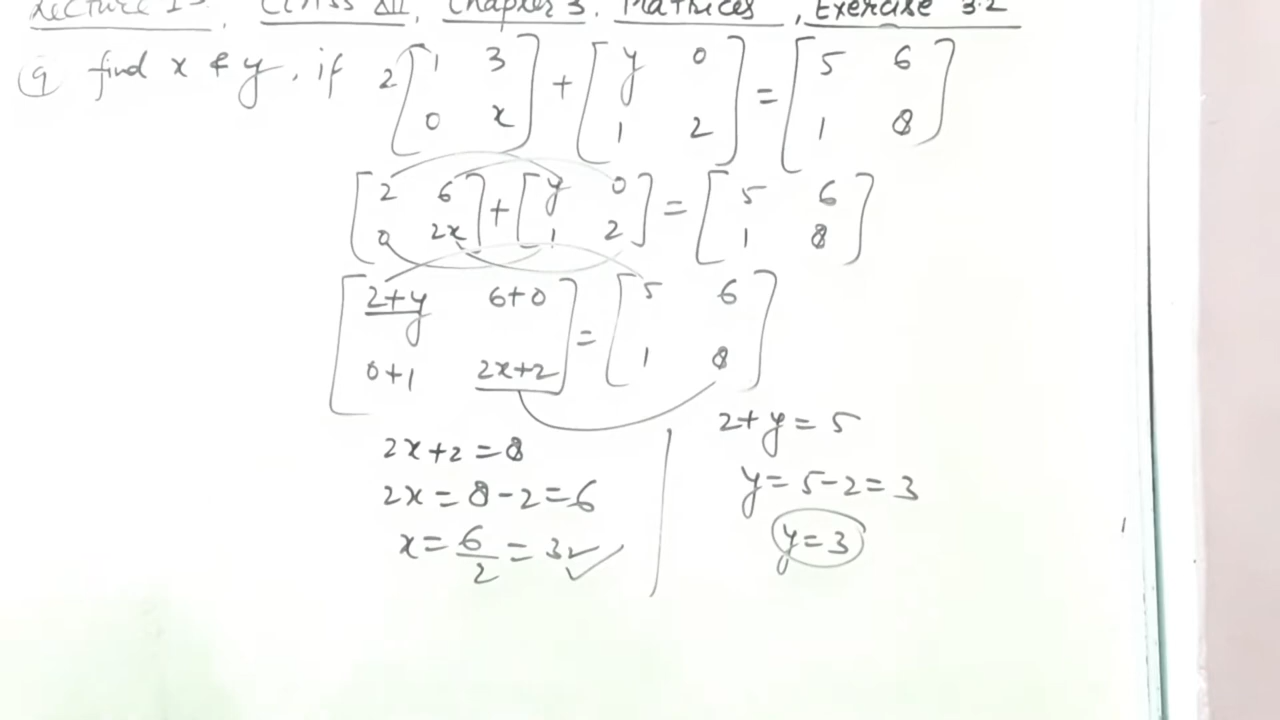 Lecture 1, Class XII, Chapter 3, Matrices, Exercise 3.2
9 find x & y, if 2 [1 3; 0 x] + [y 0; 1 2] = [5 6; 1 8]
[2 6; 0 2x] + [y 0; 1 2] = [5 6; 1 8]
[2+y 6+0; 0+1 2x+2] = [5 6; 1 8]
2x+2=8
2x=8-2=6
x=6/2=3 ✓
2+y=5
y=5-2=3
y=3